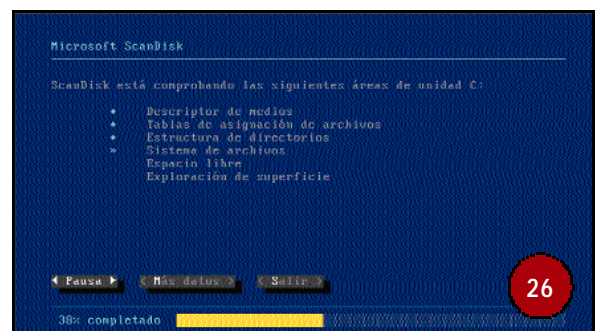 Microsoft ScanDisk
ScanDisk está comprobando las siguientes áreas de unidad C:
Descriptor de medios
Tablas de asignación de archivos
Estructura de directorios
» Sistema de archivos
Espacio libre
Exploración de superficie
◄ Pausa ► < Más datos > < Salir >
26
38% completado